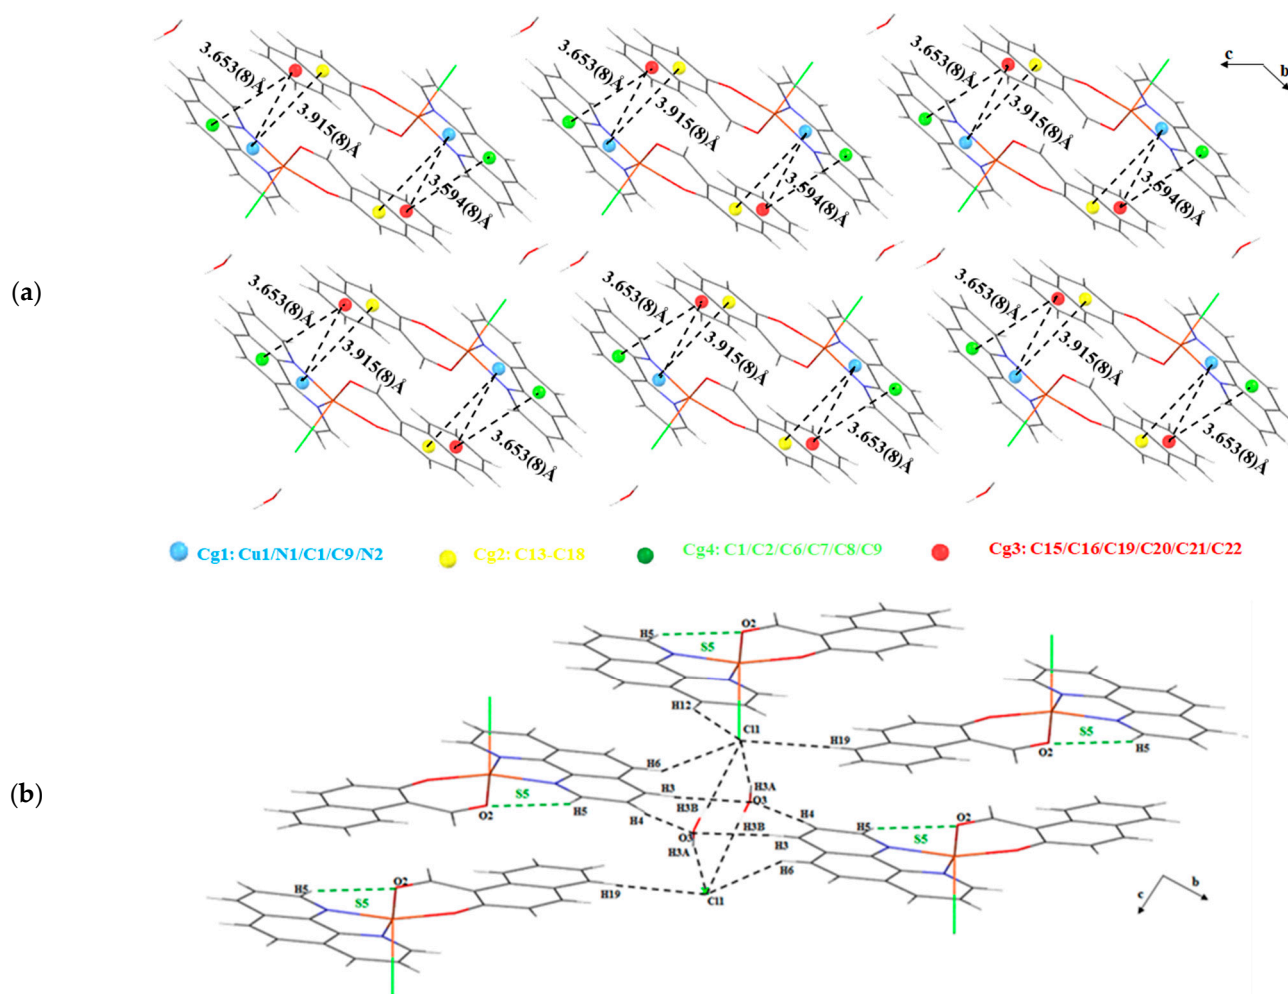 3.653(8)Å 3.653(8)Å 3.653(8)Å
c
b
3.915(8)Å 3.915(8)Å 3.915(8)Å
3.594(8)Å 3.594(8)Å 3.594(8)Å
(a)
3.653(8)Å 3.653(8)Å 3.653(8)Å
3.915(8)Å 3.915(8)Å 3.915(8)Å
3.653(8)Å 3.653(8)Å 3.653(8)Å
Cg1: Cu1/N1/C1/C9/N2 Cg2: C13-C18 Cg4: C1/C2/C6/C7/C8/C9 Cg3: C15/C16/C19/C20/C21/C22
H5 O2
S5
H12
Cl1
H19
S5
O2 H5
H6
H3 H3A
H3B O3
S5
O2 H5 H4
H4
O3 H3B
H3A H3
H5 O2
S5
H6
(b)
H5 O2
S5
H19
Cl1
b
c